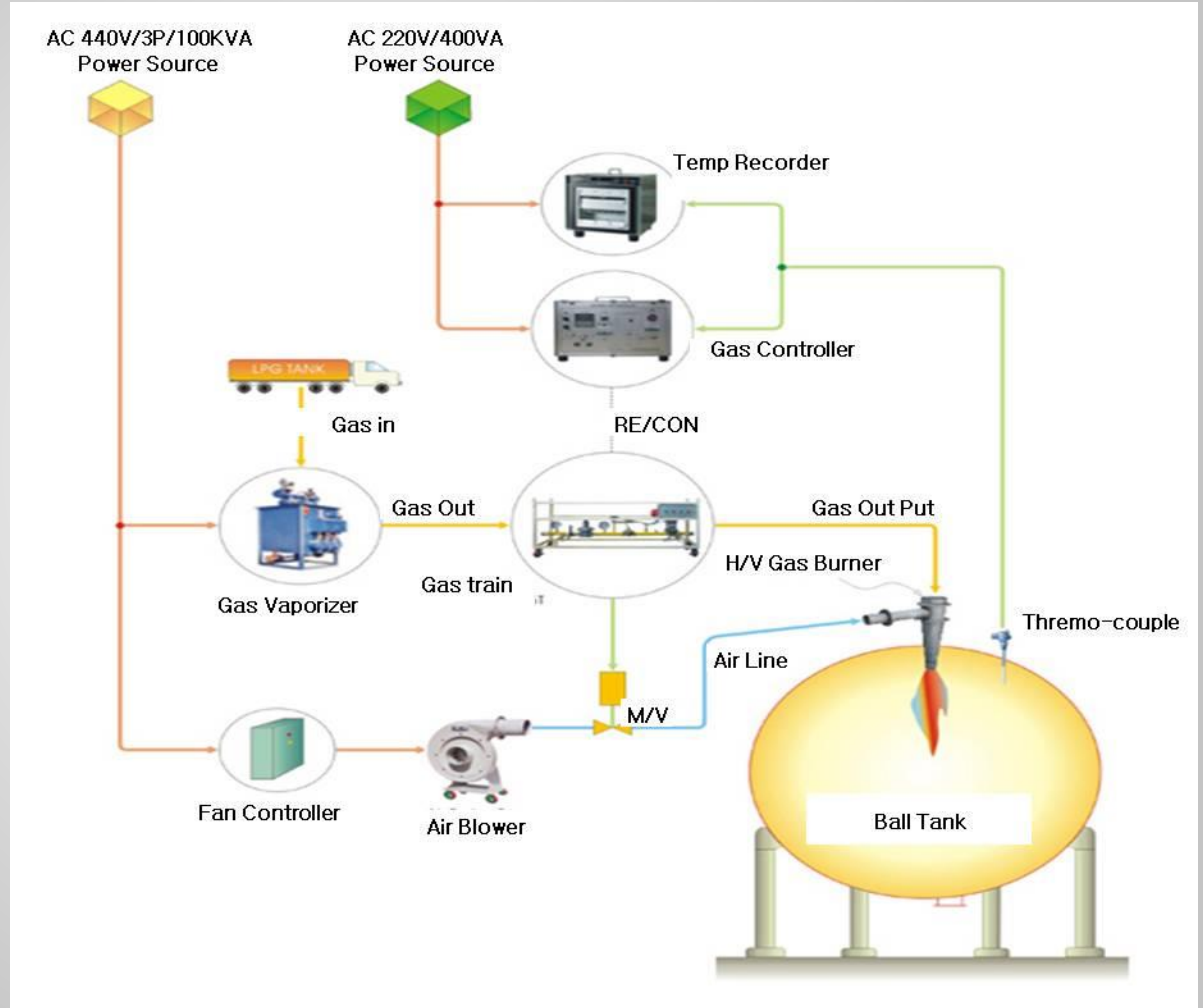 AC 440V/3P/100KVA
Power Source
AC 220V/400VA
Power Source
Temp Recorder
Gas Controller
LPG TANK
Gas in
RE/CON
Gas Out
Gas Out Put
H/V Gas Burner
Gas train
Gas Vaporizer
Thremo-couple
Air Line
M/V
Fan Controller
Air Blower
Ball Tank